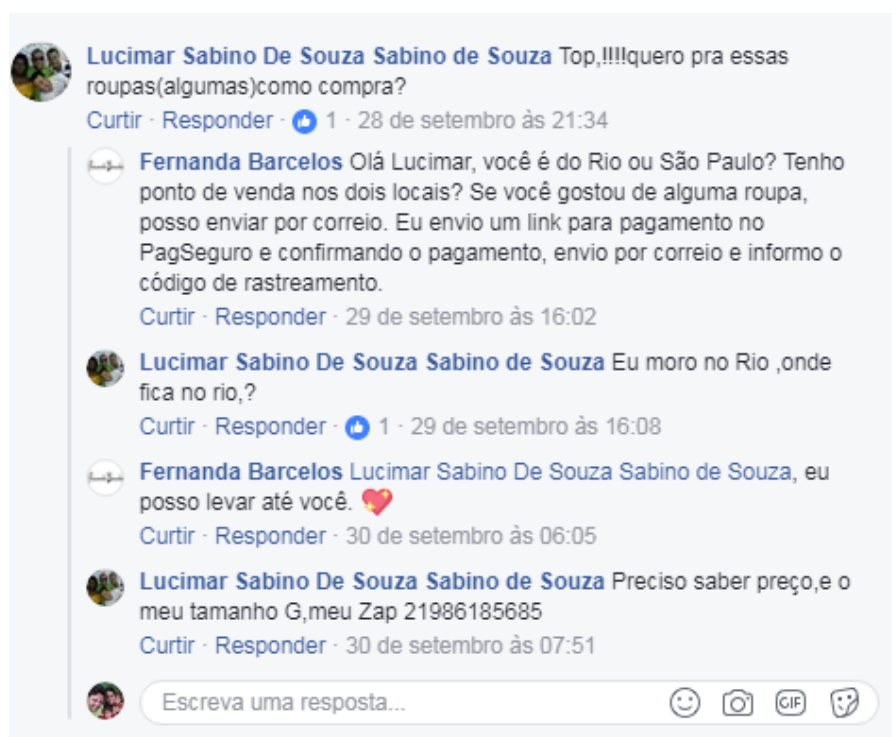 Lucimar Sabino De Souza Sabino de Souza Top,!!!!quero pra essas
roupas(algumas)como compra?
Curtir · Responder · 1 · 28 de setembro às 21:34
Fernanda Barcelos Olá Lucimar, você é do Rio ou São Paulo? Tenho
ponto de venda nos dois locais? Se você gostou de alguma roupa,
posso enviar por correio. Eu envio um link para pagamento no
PagSeguro e confirmando o pagamento, envio por correio e informo o
código de rastreamento.
Curtir · Responder · 29 de setembro às 16:02
Lucimar Sabino De Souza Sabino de Souza Eu moro no Rio ,onde
fica no rio,?
Curtir · Responder · 1 · 29 de setembro às 16:08
Fernanda Barcelos Lucimar Sabino De Souza Sabino de Souza, eu
posso levar até você. 💖
Curtir · Responder · 30 de setembro às 06:05
Lucimar Sabino De Souza Sabino de Souza Preciso saber preço,e o
meu tamanho G,meu Zap 21986185685
Curtir · Responder · 30 de setembro às 07:51
Escreva uma resposta... GIF